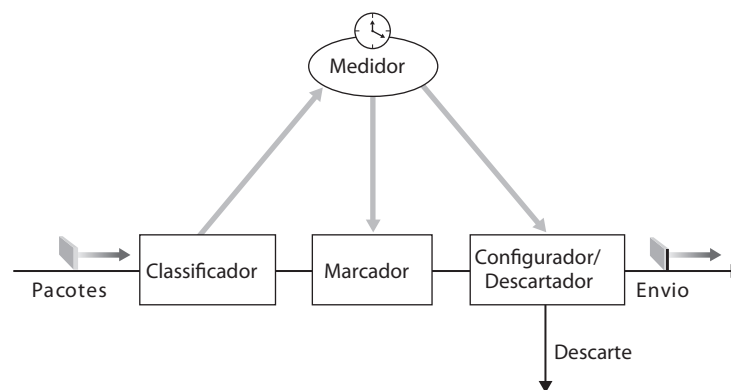 Medidor
Pacotes
Classificador
Marcador
Configurador/
Descartador
Envio
Descarte